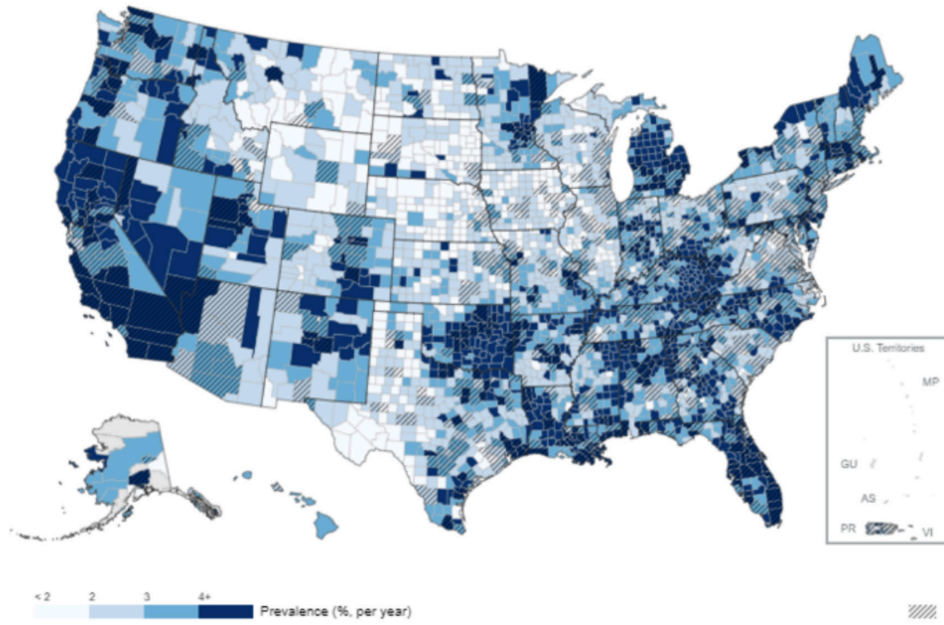 U.S. Territories
MP
GU
AS
PR
VI
< 2 2 3 4+
Prevalence (%, per year)